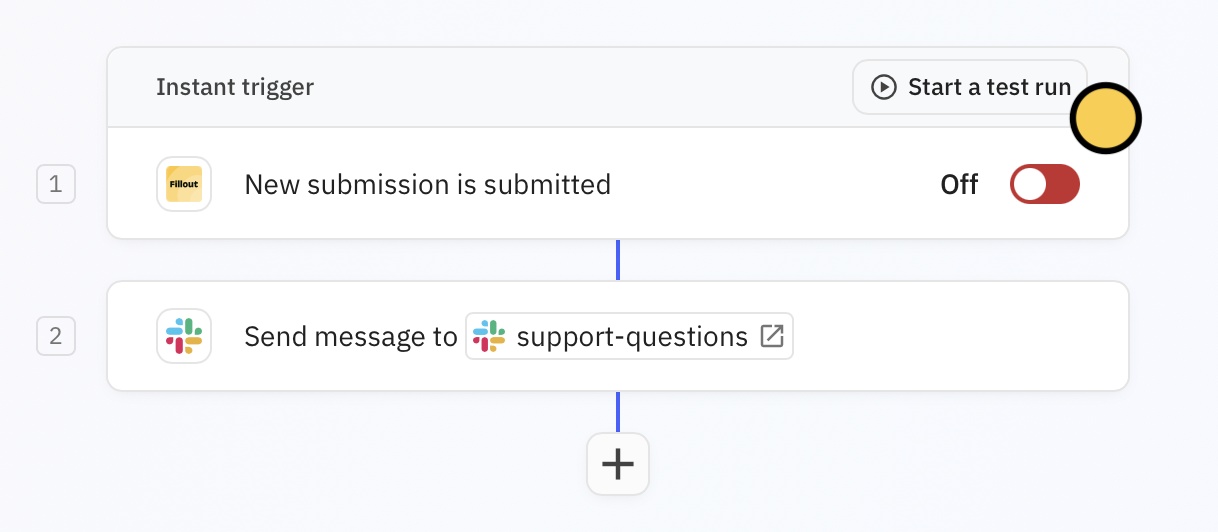 Instant trigger
Start a test run
1
Fillout
New submission is submitted
Off
2
Send message to support-questions